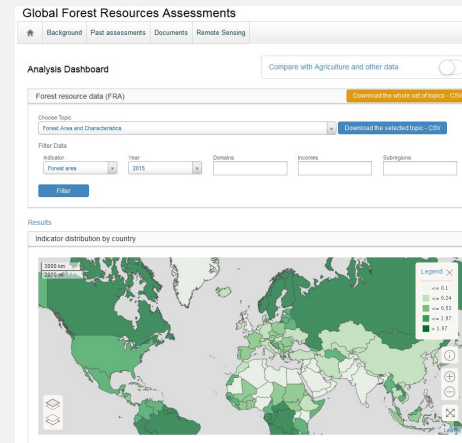 Global Forest Resources Assessments
Background Past assessments Documents Remote Sensing
Analysis Dashboard
Compare with Agriculture and other data
Forest resource data (FRA)
Download the whole set of topics - CSV
Choose Topic
Forest Area and Characteristics
Download the selected topic - CSV
Filter Data
Indicator Year Domains Incomes Subregions
Forest area 2015
Filter
Results
Indicator distribution by country
3000 km
Legend
<= 0.1
<= 0.24
<= 0.53
<= 1.97
> 1.97